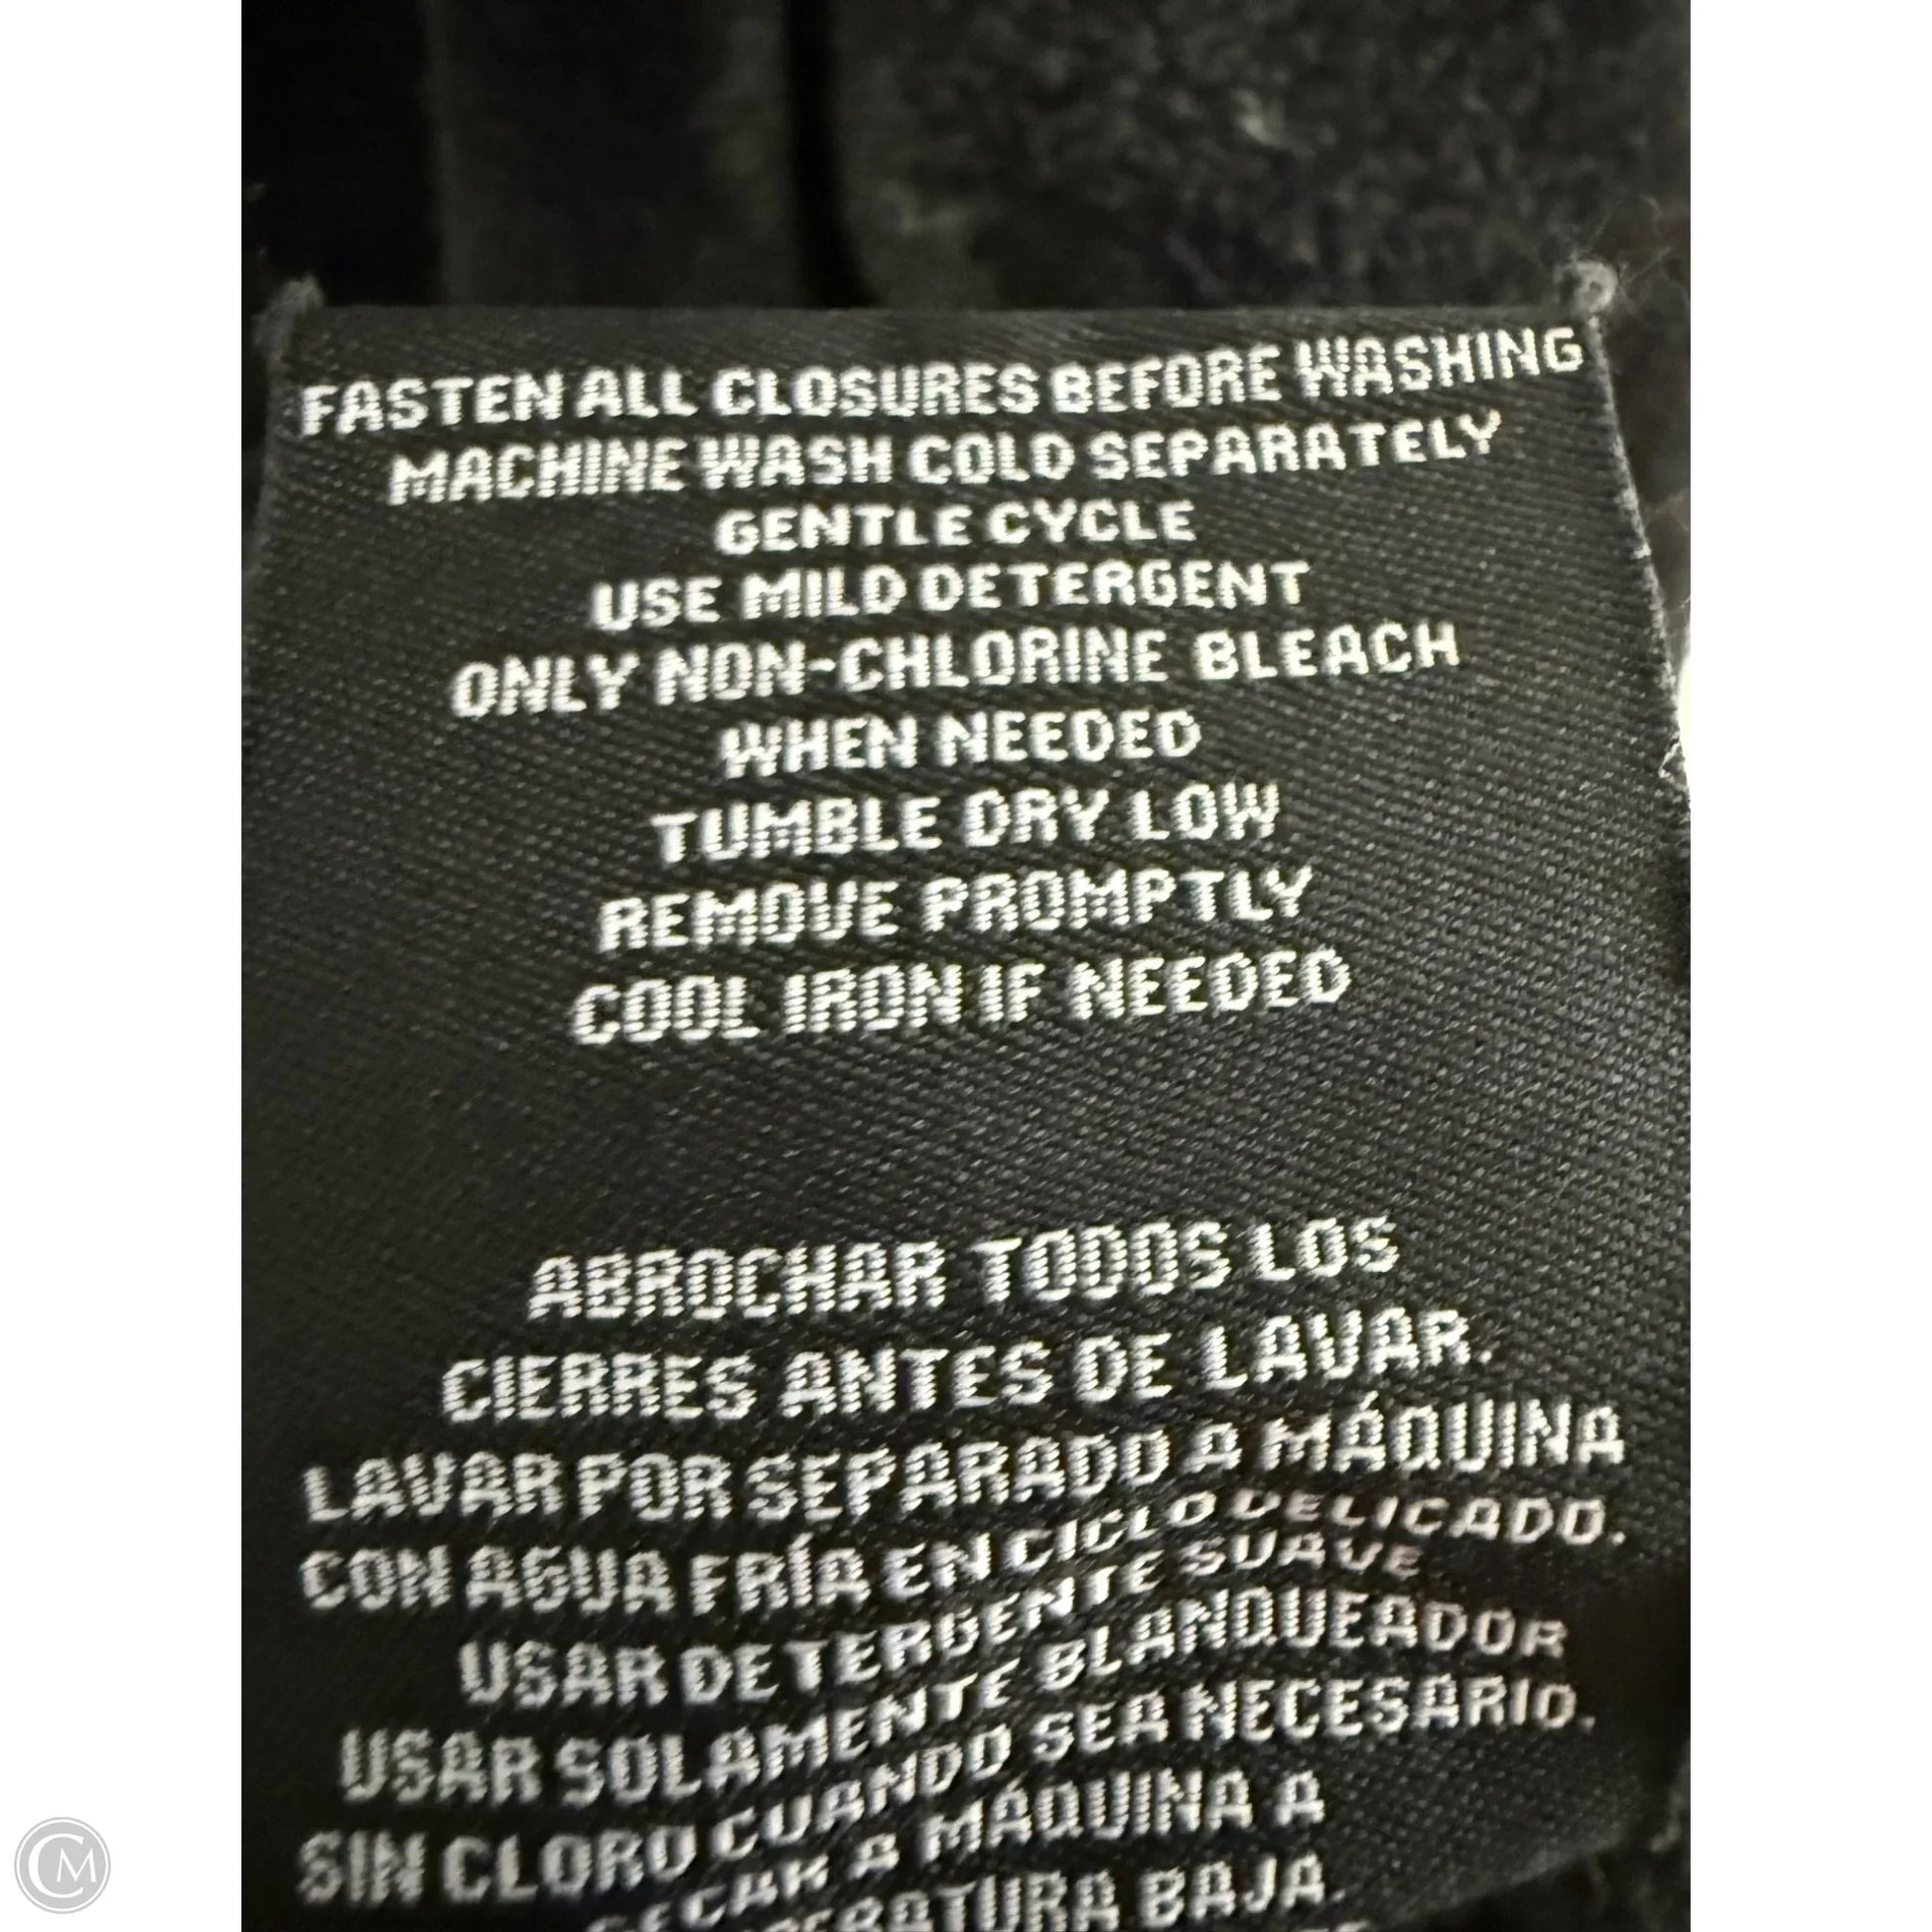 FASTEN ALL CLOSURES BEFORE WASHING
MACHINE WASH COLD SEPARATELY
GENTLE CYCLE
USE MILD DETERGENT
ONLY NON-CHLORINE BLEACH
WHEN NEEDED
TUMBLE DRY LOW
REMOVE PROMPTLY
COOL IRON IF NEEDED
ABROCHAR TODOS LOS
CIERRES ANTES DE LAVAR.
LAVAR POR SEPARADO A MÁQUINA
CON AGUA FRÍA EN CICLO DELICADO.
USAR DETERGENTE SUAVE
USAR SOLAMENTE BLANQUEADOR
SIN CLORO CUANDO SEA NECESARIO.
SECAR A MÁQUINA A
BAJA.
CM